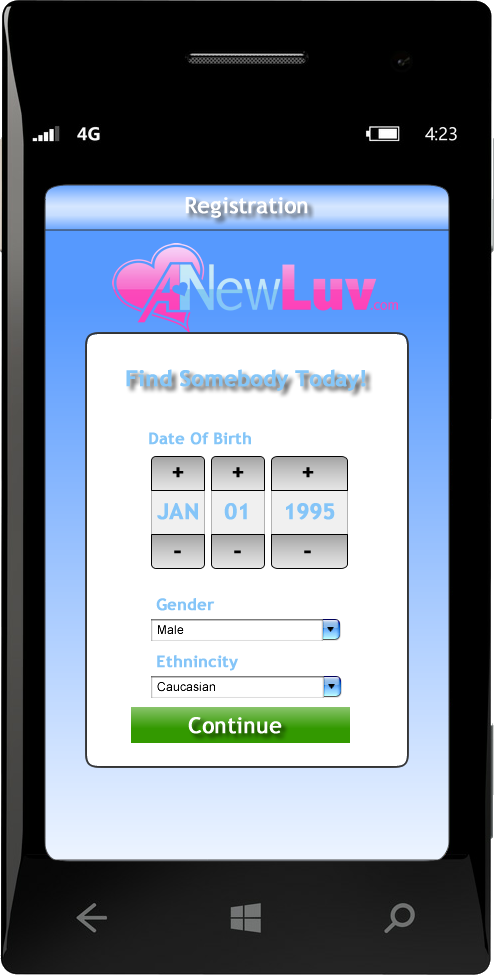 4G 4:23
Registration
ANewLuv.com
Find Somebody Today!
Date Of Birth
+ + +
JAN 01 1995
- - -
Gender
Male
Ethnincity
Caucasian
Continue